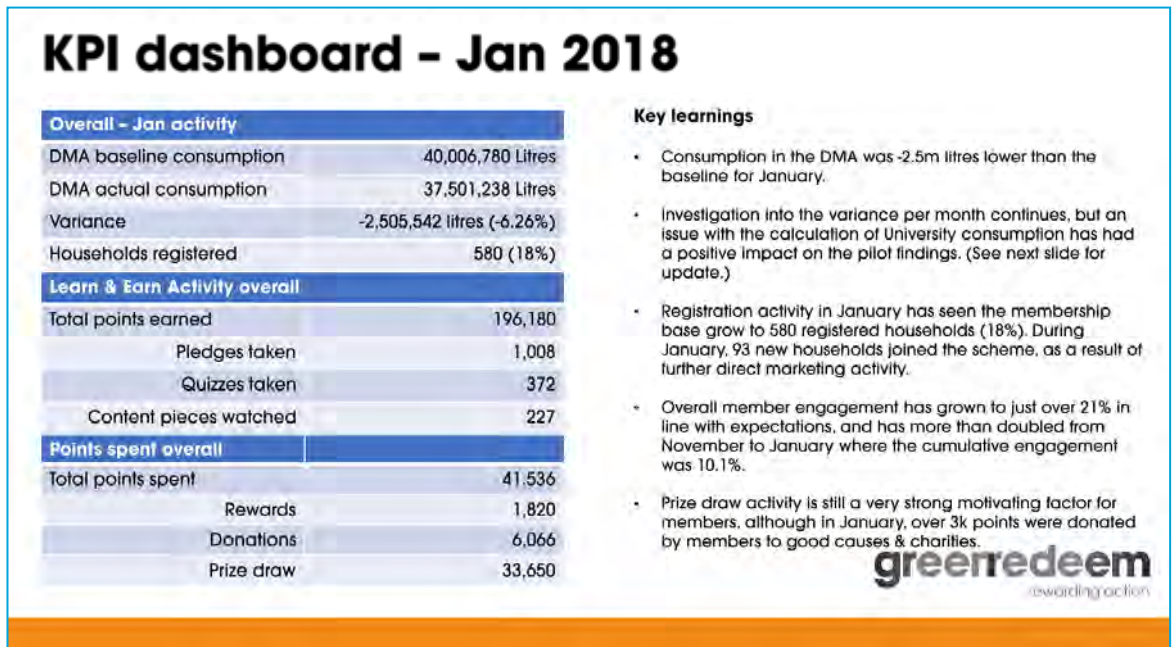 KPI dashboard – Jan 2018
Overall – Jan activity
DMA baseline consumption 40,006,780 Litres
DMA actual consumption 37,501,238 Litres
Variance -2,505,542 litres (-6.26%)
Households registered 580 (18%)
Learn & Earn Activity overall
Total points earned 196,180
Pledges taken 1,008
Quizzes taken 372
Content pieces watched 227
Points spent overall
Total points spent 41.536
Rewards 1,820
Donations 6,066
Prize draw 33,650
Key learnings
• Consumption in the DMA was -2.5m litres lower than the
baseline for January.
• Investigation into the variance per month continues, but an
issue with the calculation of University consumption has had
a positive impact on the pilot findings. (See next slide for
update.)
• Registration activity in January has seen the membership
base grow to 580 registered households (18%). During
January, 93 new households joined the scheme, as a result of
further direct marketing activity.
• Overall member engagement has grown to just over 21% in
line with expectations, and has more than doubled from
November to January where the cumulative engagement
was 10.1%.
• Prize draw activity is still a very strong motivating factor for
members, although in January, over 3k points were donated
by members to good causes & charities.
greenredeem
rewarding action